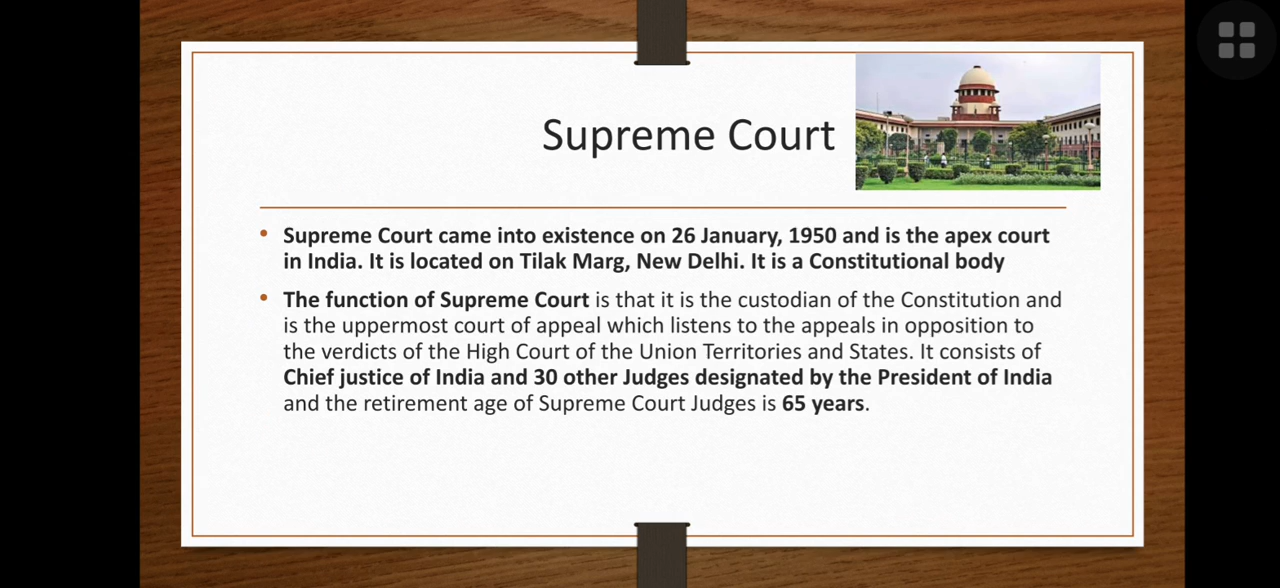 Supreme Court
• Supreme Court came into existence on 26 January, 1950 and is the apex court
in India. It is located on Tilak Marg, New Delhi. It is a Constitutional body
• The function of Supreme Court is that it is the custodian of the Constitution and
is the uppermost court of appeal which listens to the appeals in opposition to
the verdicts of the High Court of the Union Territories and States. It consists of
Chief justice of India and 30 other Judges designated by the President of India
and the retirement age of Supreme Court Judges is 65 years.